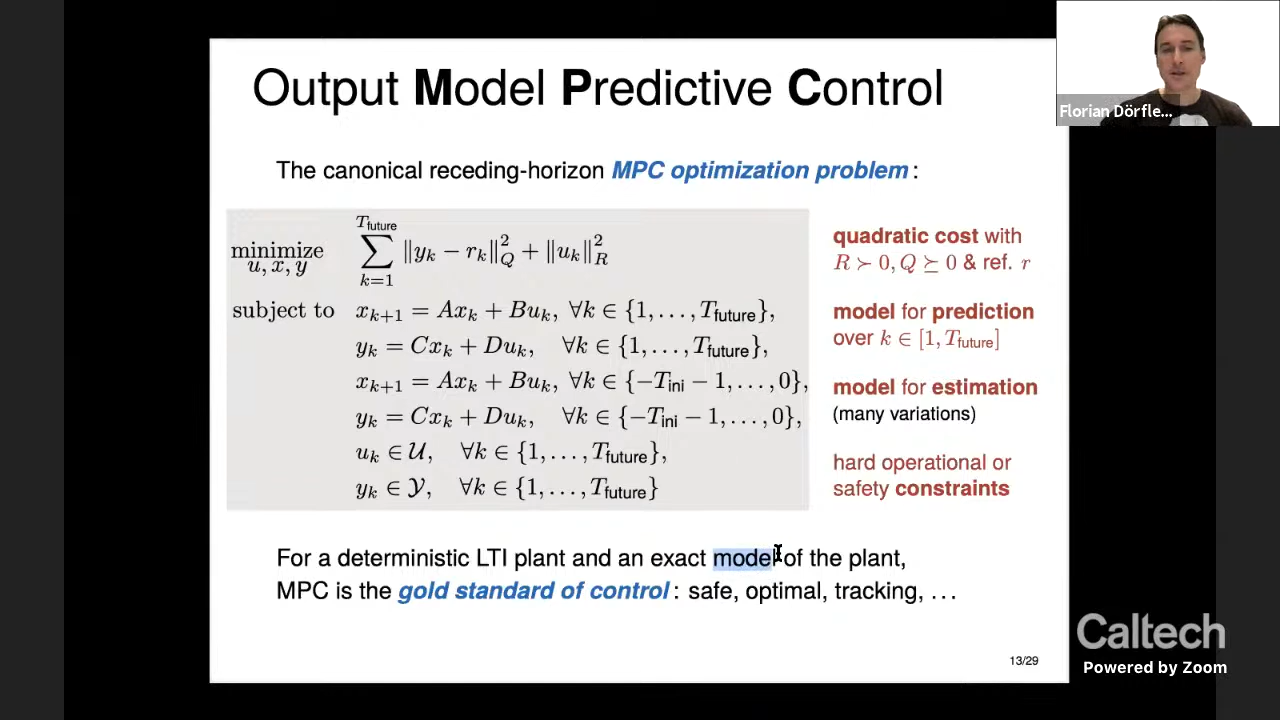 Output Model Predictive Control
The canonical receding-horizon MPC optimization problem :
minimize
u, x, y
T_future
∑ ‖y_k − r_k‖²_Q + ‖u_k‖²_R
k=1
quadratic cost with
R ≻ 0, Q ⪰ 0 & ref. r
subject to x_{k+1} = Ax_k + Bu_k, ∀k ∈ {1, . . . , T_future},
y_k = Cx_k + Du_k, ∀k ∈ {1, . . . , T_future},
model for prediction
over k ∈ [1, T_future]
x_{k+1} = Ax_k + Bu_k, ∀k ∈ {−T_ini − 1, . . . , 0},
y_k = Cx_k + Du_k, ∀k ∈ {−T_ini − 1, . . . , 0},
model for estimation
(many variations)
u_k ∈ 𝒰, ∀k ∈ {1, . . . , T_future},
y_k ∈ 𝒴, ∀k ∈ {1, . . . , T_future}
hard operational or
safety constraints
For a deterministic LTI plant and an exact model of the plant,
MPC is the gold standard of control : safe, optimal, tracking, . . .
13/29
Florian Dörfle...
Caltech
Powered by Zoom